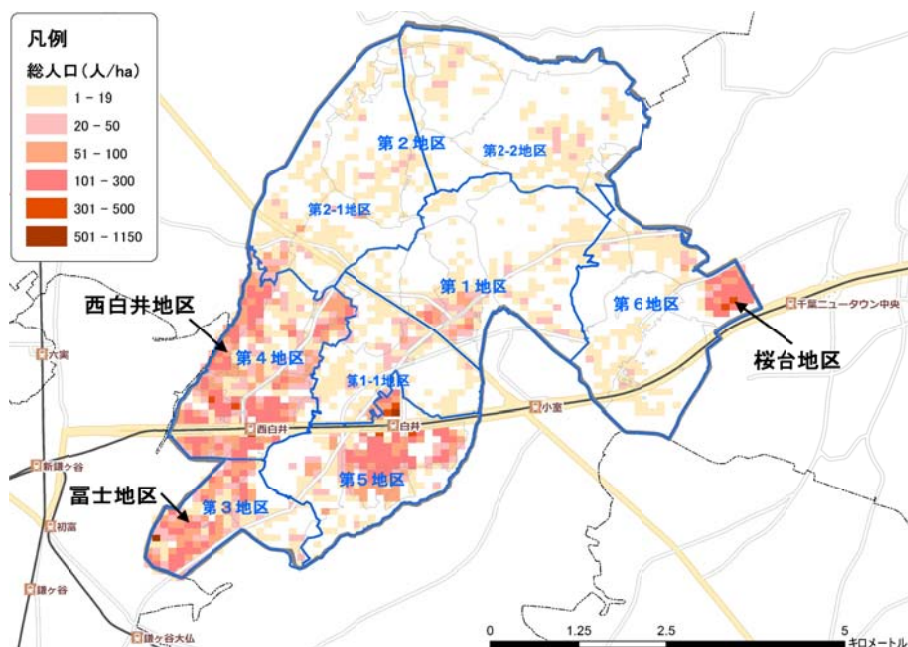 凡例
総人口(人/ha)
1 - 19
20 - 50
51 - 100
101 - 300
301 - 500
501 - 1150
第2地区
第2-2地区
第2-1地区
第1地区
第6地区
千葉ニュータウン中央
西白井地区
桜台地区
六実
第4地区
第1-1地区
小室
西白井
白井
新鎌ヶ谷
第5地区
冨士地区
第3地区
初富
鎌ヶ谷
鎌ヶ谷大仏
0 1.25 2.5 5
キロメートル